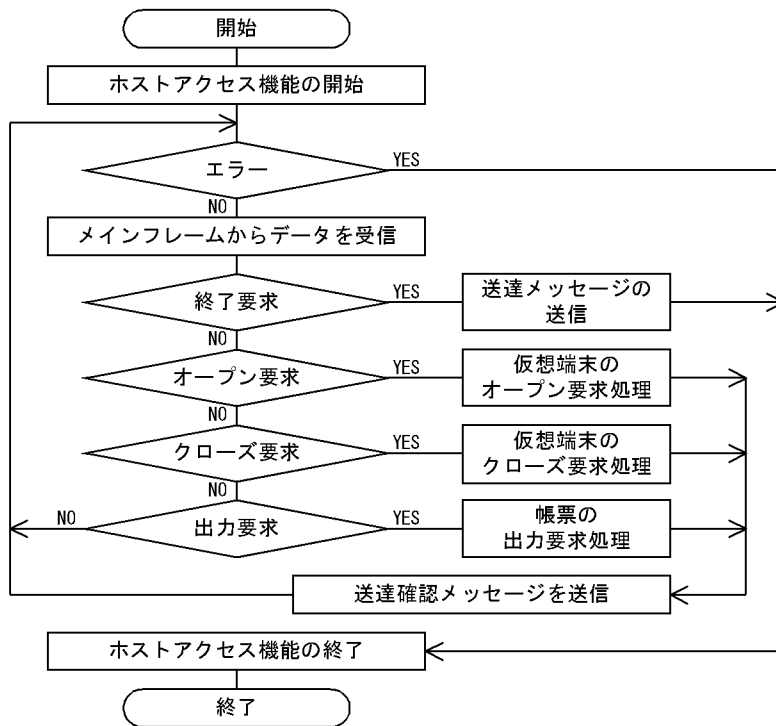 開始
ホストアクセス機能の開始
エラー
YES
NO
メインフレームからデータを受信
終了要求
YES
送達メッセージの
送信
NO
オープン要求
YES
仮想端末の
オープン要求処理
NO
クローズ要求
YES
仮想端末の
クローズ要求処理
NO
NO
出力要求
YES
帳票の
出力要求処理
送達確認メッセージを送信
ホストアクセス機能の終了
終了